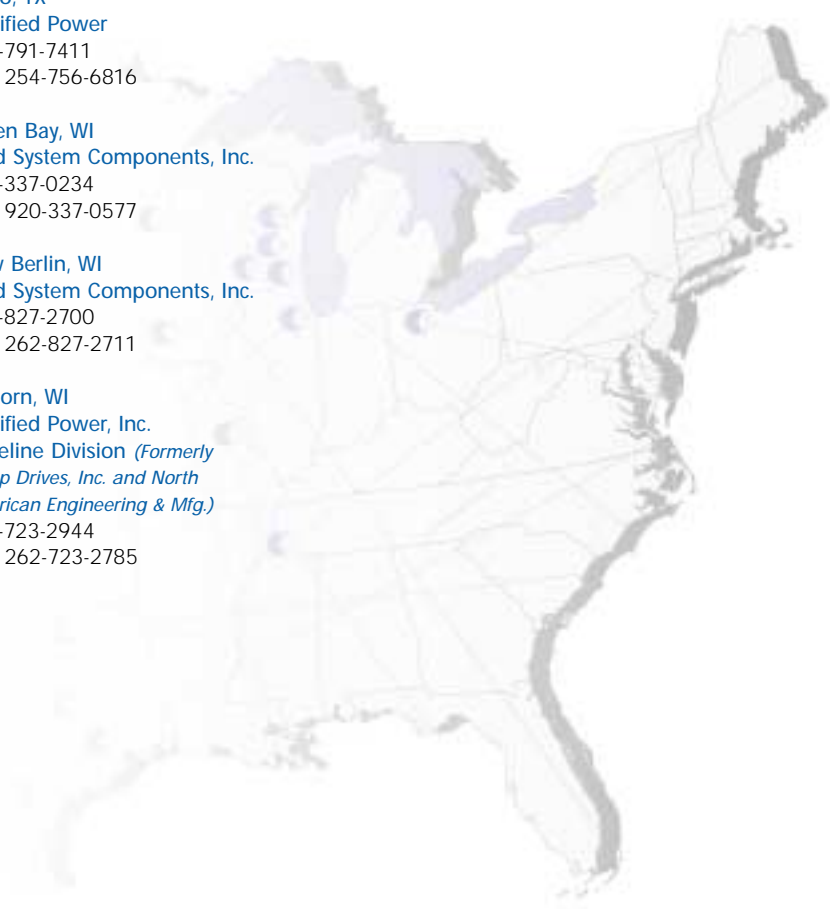 TX
ified Power
-791-7411
254-756-6816
en Bay, WI
d System Components, Inc.
-337-0234
920-337-0577
Berlin, WI
d System Components, Inc.
-827-2700
262-827-2711
orn, WI
ified Power, Inc.
eline Division (Formerly
p Drives, Inc. and North
rican Engineering & Mfg.)
-723-2944
262-723-2785